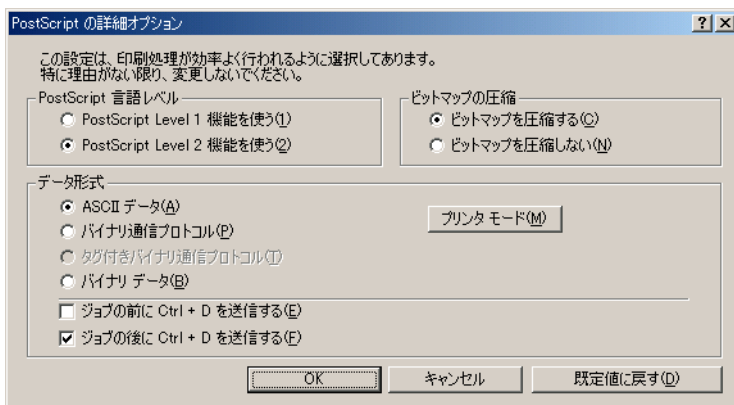 PostScript の詳細オプション
この設定は、印刷処理が効率よく行われるように選択してあります。
特に理由がない限り、変更しないでください。
PostScript 言語レベル
PostScript Level 1 機能を使う(1)
PostScript Level 2 機能を使う(2)
ビットマップの圧縮
ビットマップを圧縮する(C)
ビットマップを圧縮しない(N)
データ形式
ASCII データ(A)
バイナリ通信プロトコル(P)
タグ付きバイナリ通信プロトコル(T)
バイナリ データ(B)
プリンタ モード(M)
ジョブの前に Ctrl + D を送信する(E)
ジョブの後に Ctrl + D を送信する(F)
OK
キャンセル
既定値に戻す(D)